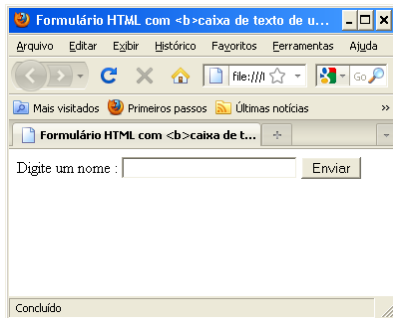 Formulário HTML com <b>caixa de texto de u...
Arquivo Editar Exibir Histórico Favoritos Ferramentas Ajuda
file:///I Go
Mais visitados Primeiros passos Últimas notícias »
Formulário HTML com <b>caixa de t...
Digite um nome : Enviar
Concluído